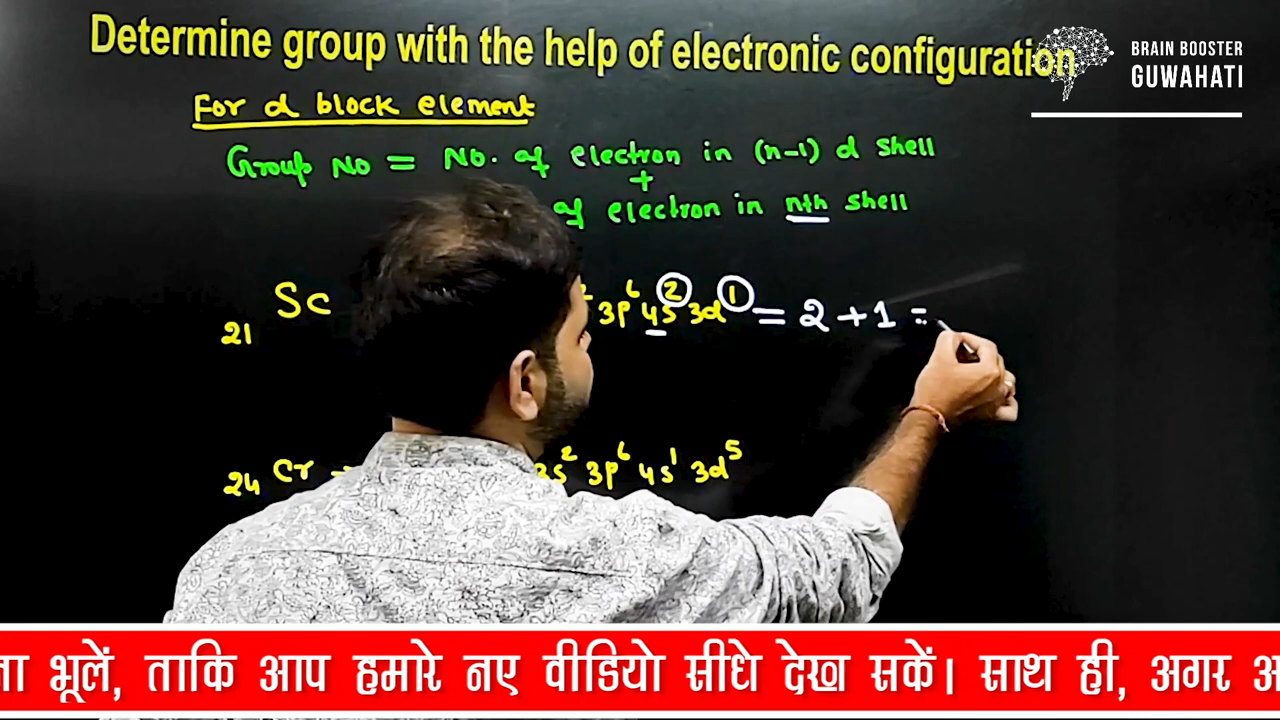 Determine group with the help of electronic configuration
BRAIN BOOSTER
GUWAHATI
For d block element
Group No = No. of electron in (n-1) d shell
+
of electron in nth shell
21 Sc 3p⁶ 4s² 3d¹ = 2 + 1 =
24 Cr 3s² 3p⁶ 4s¹ 3d⁵
भूलें, ताकि आप हमारे नए वीडियो सीधे देख सकें। साथ ही, अगर